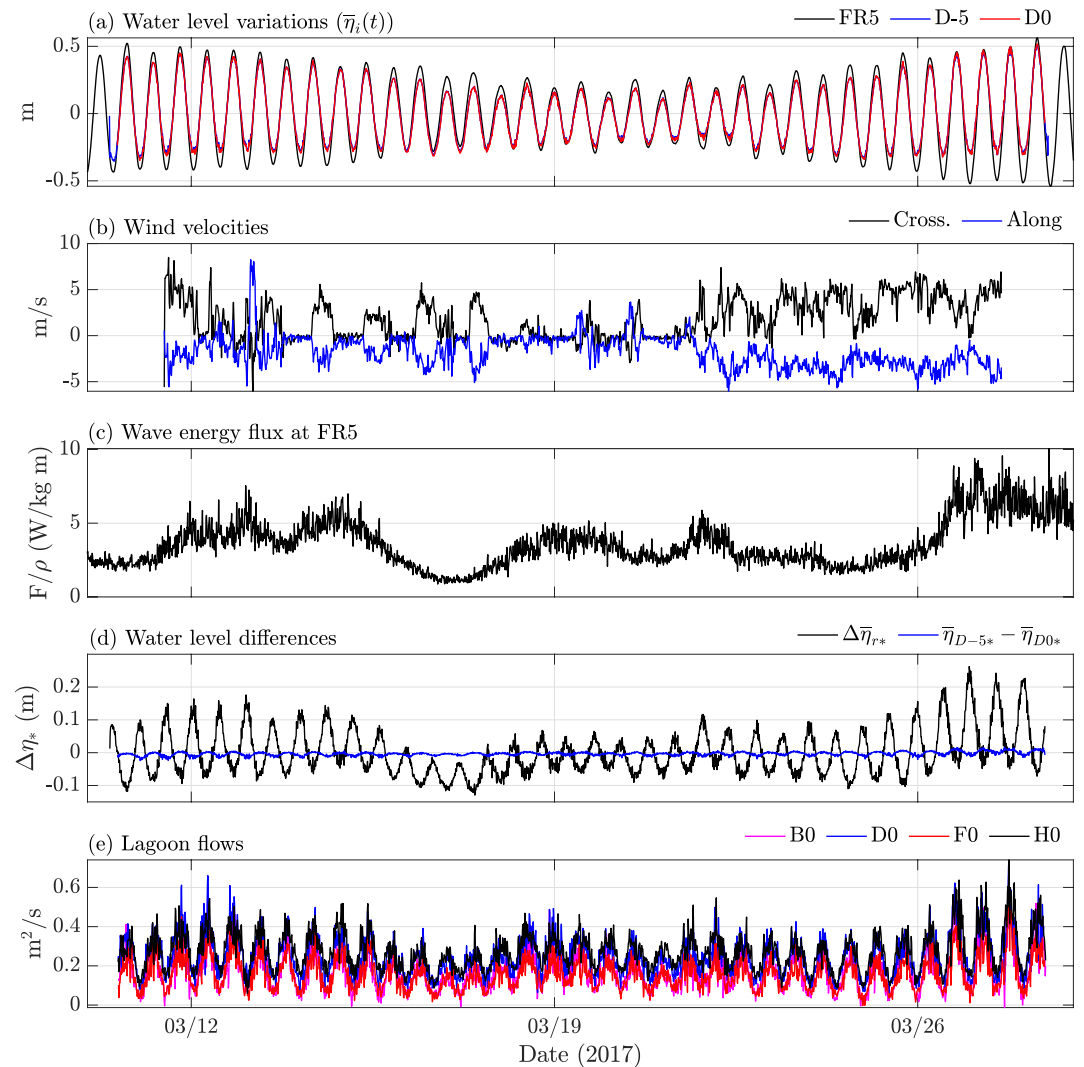 (a) Water level variations (η̅ᵢ(t))
FR5 D-5 D0
0.5
0
-0.5
m
(b) Wind velocities
Cross. Along
10
5
0
-5
m/s
(c) Wave energy flux at FR5
10
5
0
F/ρ (W/kg m)
(d) Water level differences
Δη̅r* η̅D−5* − η̅D0*
0.2
0.1
0
-0.1
Δη* (m)
(e) Lagoon flows
B0 D0 F0 H0
0.6
0.4
0.2
0
m²/s
03/12 03/19 03/26
Date (2017)